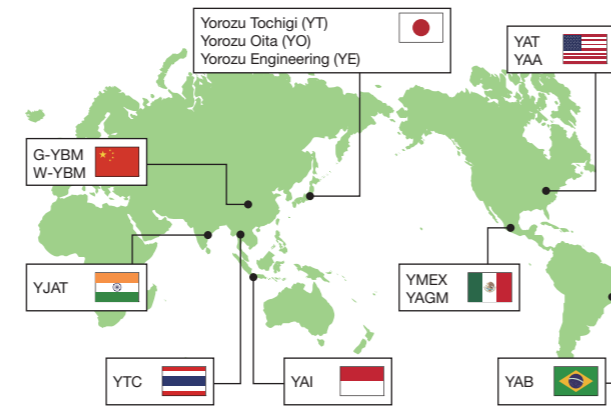 Yorozu Tochigi (YT)
Yorozu Oita (YO)
Yorozu Engineering (YE)
YAT
YAA
G-YBM
W-YBM
YJAT
YMEX
YAGM
YTC
YAI
YAB